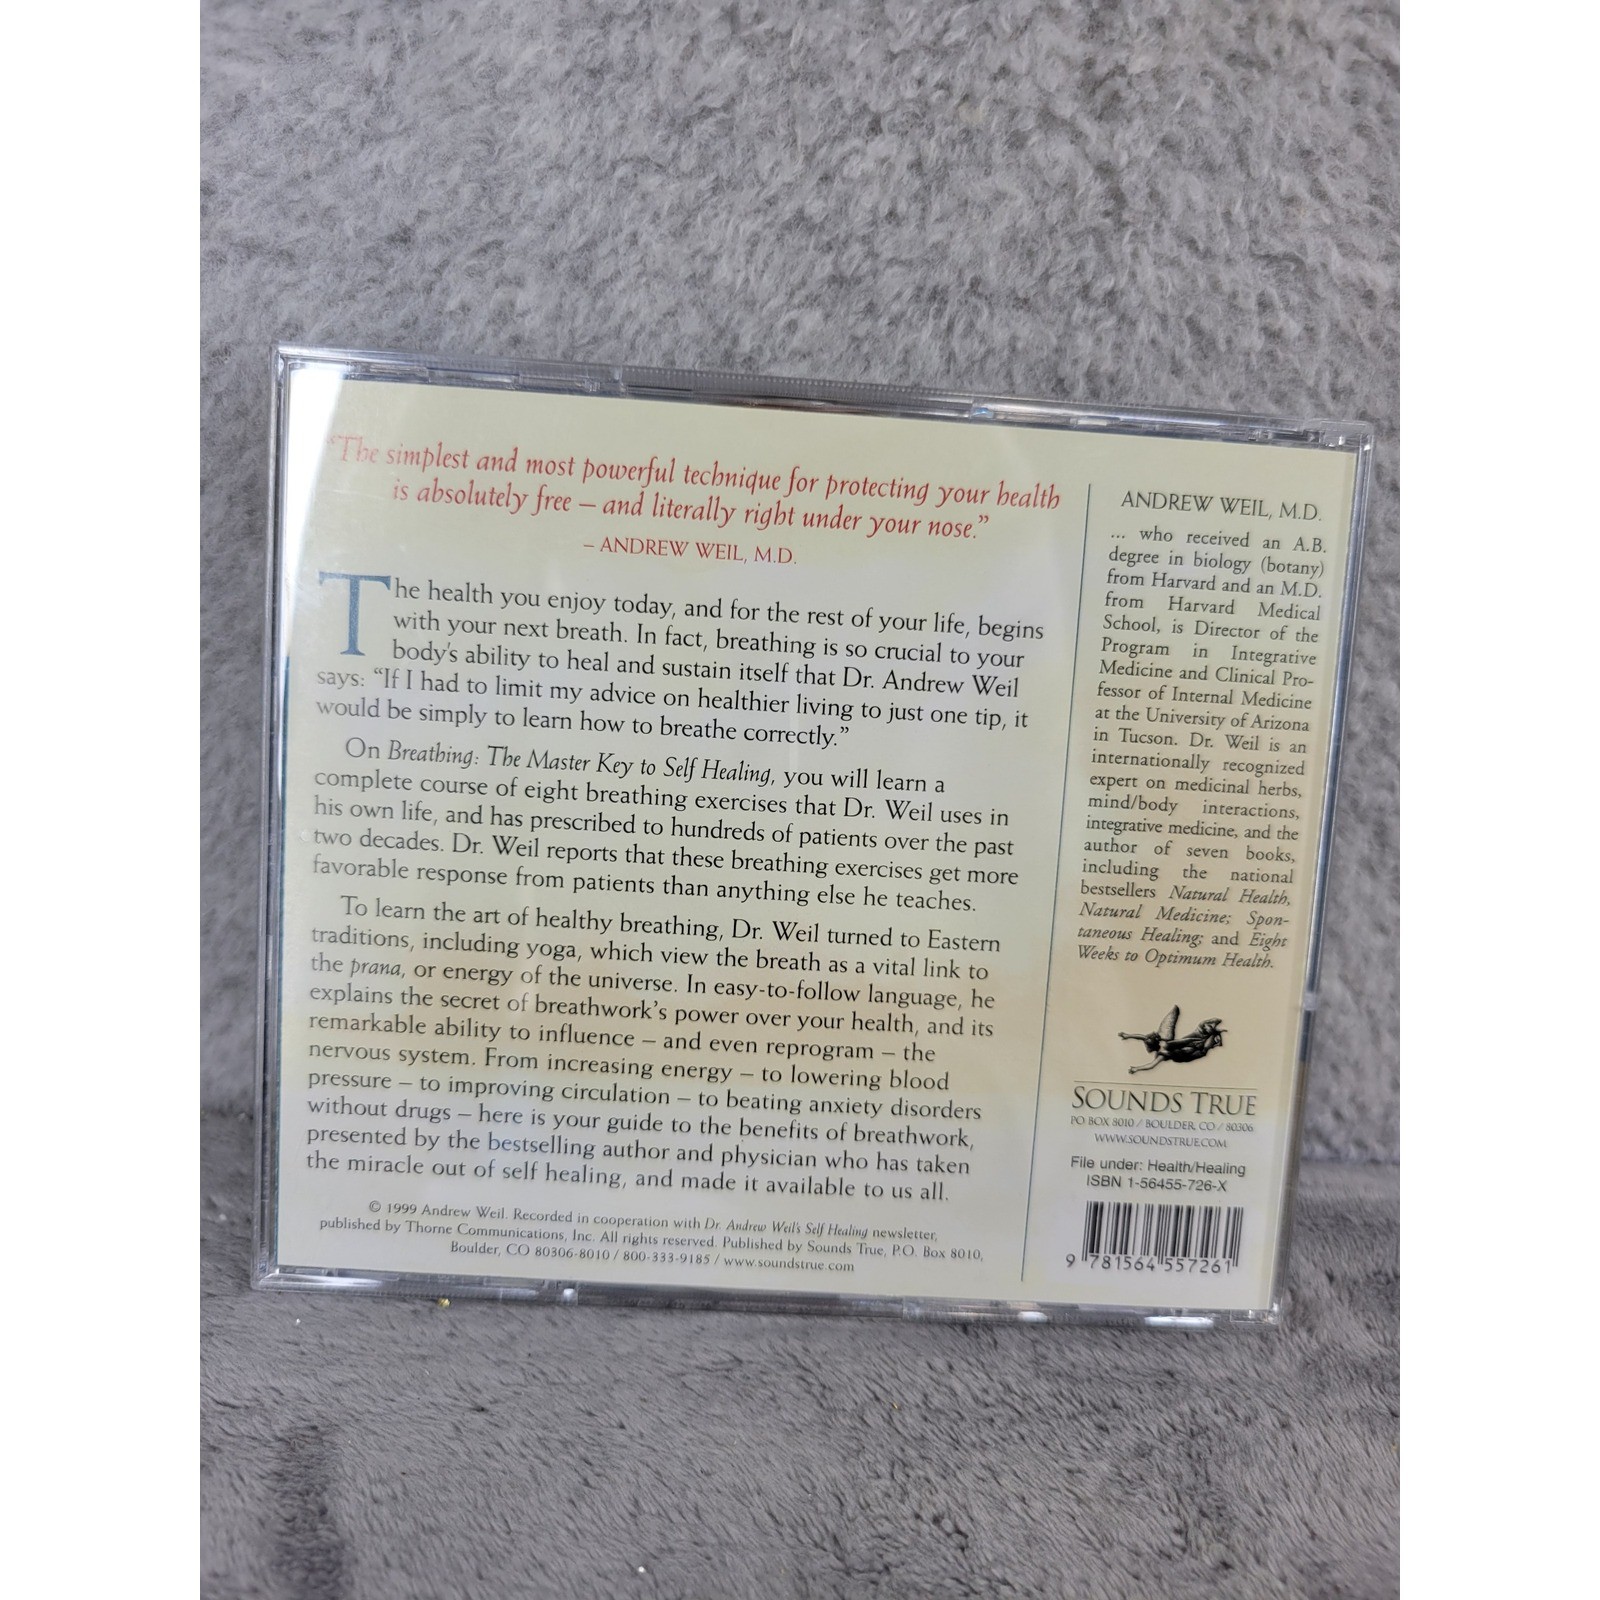 “The simplest and most powerful technique for protecting your health
is absolutely free – and literally right under your nose.”
– ANDREW WEIL, M.D.
The health you enjoy today, and for the rest of your life, begins
with your next breath. In fact, breathing is so crucial to your
body's ability to heal and sustain itself that Dr. Andrew Weil
says: “If I had to limit my advice on healthier living to just one tip, it
would be simply to learn how to breathe correctly.”
On Breathing: The Master Key to Self Healing, you will learn a
complete course of eight breathing exercises that Dr. Weil uses in
his own life, and has prescribed to hundreds of patients over the past
two decades. Dr. Weil reports that these breathing exercises get more
favorable response from patients than anything else he teaches.
To learn the art of healthy breathing, Dr. Weil turned to Eastern
traditions, including yoga, which view the breath as a vital link to
the prana, or energy of the universe. In easy-to-follow language, he
explains the secret of breathwork's power over your health, and its
remarkable ability to influence – and even reprogram – the
nervous system. From increasing energy – to lowering blood
pressure – to improving circulation – to beating anxiety disorders
without drugs – here is your guide to the benefits of breathwork,
presented by the bestselling author and physician who has taken
the miracle out of self healing, and made it available to us all.
© 1999 Andrew Weil. Recorded in cooperation with Dr. Andrew Weil's Self Healing newsletter,
published by Thorne Communications, Inc. All rights reserved. Published by Sounds True, P.O. Box 8010,
Boulder, CO 80306-8010 / 800-333-9185 / www.soundstrue.com
ANDREW WEIL, M.D.
... who received an A.B.
degree in biology (botany)
from Harvard and an M.D.
from Harvard Medical
School, is Director of the
Program in Integrative
Medicine and Clinical Pro-
fessor of Internal Medicine
at the University of Arizona
in Tucson. Dr. Weil is an
internationally recognized
expert on medicinal herbs,
mind/body interactions,
integrative medicine, and the
author of seven books,
including the national
bestsellers Natural Health,
Natural Medicine; Spon-
taneous Healing; and Eight
Weeks to Optimum Health.
SOUNDS TRUE
PO BOX 8010 / BOULDER, CO / 80306
WWW.SOUNDSTRUE.COM
File under: Health/Healing
ISBN 1-56455-726-X
9 781564 557261